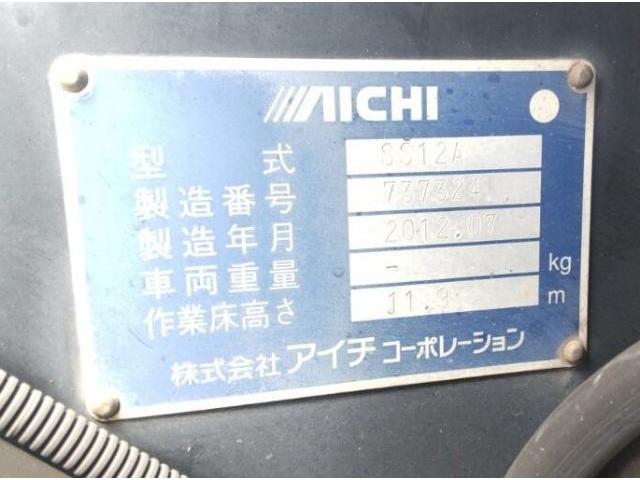 AICHI
型式 SS12A
製造番号 737324
製造年月 2012.07
車両重量 - kg
作業床高さ 11.9 m
株式会社 アイチ コーポレーション